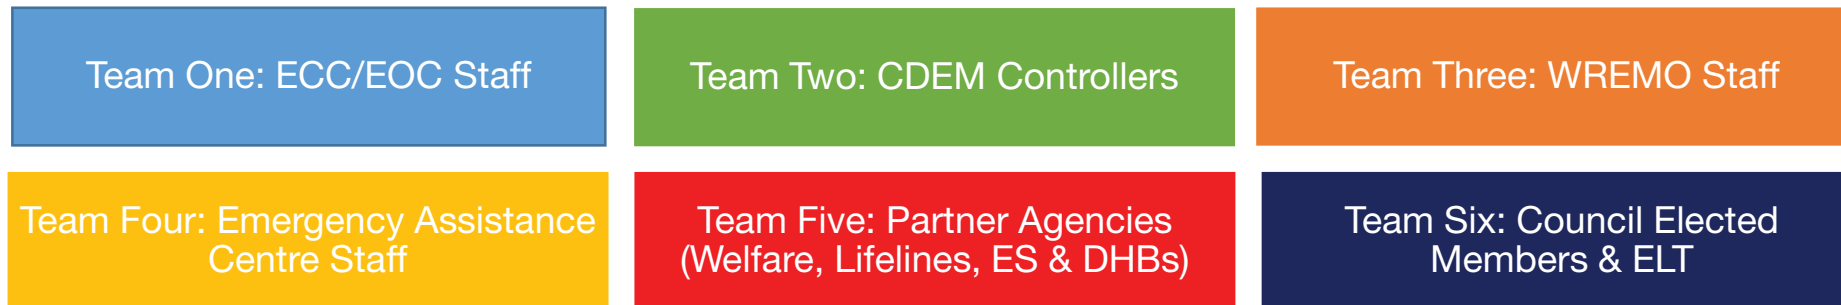 Team One: ECC/EOC Staff
Team Two: CDEM Controllers
Team Three: WREMO Staff
Team Four: Emergency Assistance
Centre Staff
Team Five: Partner Agencies
(Welfare, Lifelines, ES & DHBs)
Team Six: Council Elected
Members & ELT